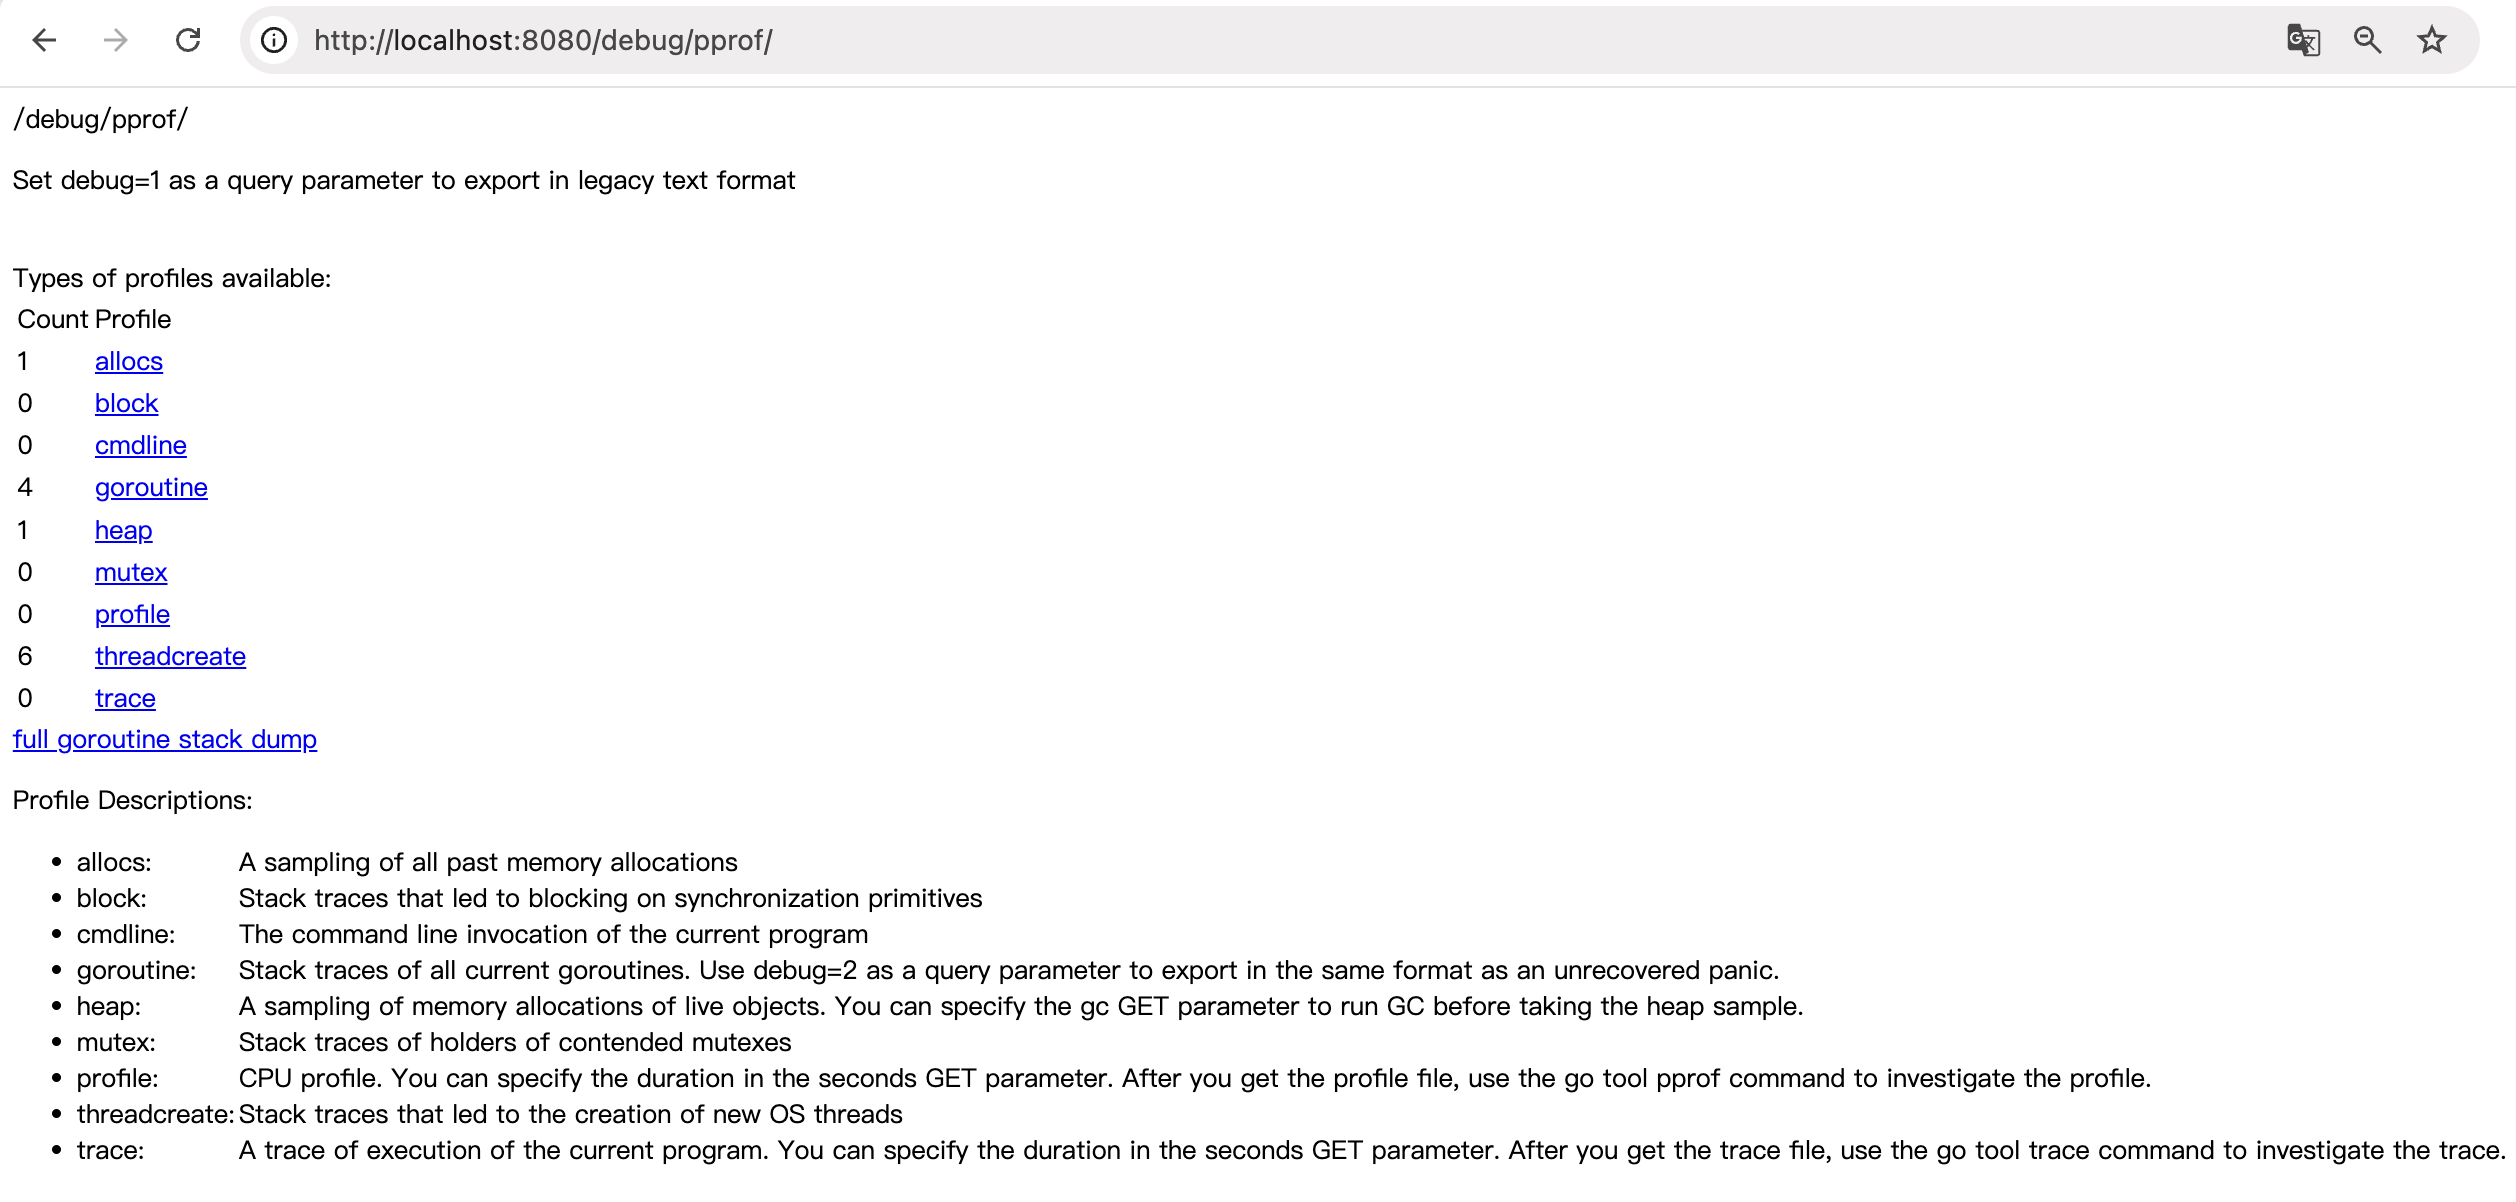 http://localhost:8080/debug/pprof/
/debug/pprof/
Set debug=1 as a query parameter to export in legacy text format
Types of profiles available:
Count Profile
1 allocs
0 block
0 cmdline
4 goroutine
1 heap
0 mutex
0 profile
6 threadcreate
0 trace
full goroutine stack dump
Profile Descriptions:
• allocs: A sampling of all past memory allocations
• block: Stack traces that led to blocking on synchronization primitives
• cmdline: The command line invocation of the current program
• goroutine: Stack traces of all current goroutines. Use debug=2 as a query parameter to export in the same format as an unrecovered panic.
• heap: A sampling of memory allocations of live objects. You can specify the gc GET parameter to run GC before taking the heap sample.
• mutex: Stack traces of holders of contended mutexes
• profile: CPU profile. You can specify the duration in the seconds GET parameter. After you get the profile file, use the go tool pprof command to investigate the profile.
• threadcreate: Stack traces that led to the creation of new OS threads
• trace: A trace of execution of the current program. You can specify the duration in the seconds GET parameter. After you get the trace file, use the go tool trace command to investigate the trace.